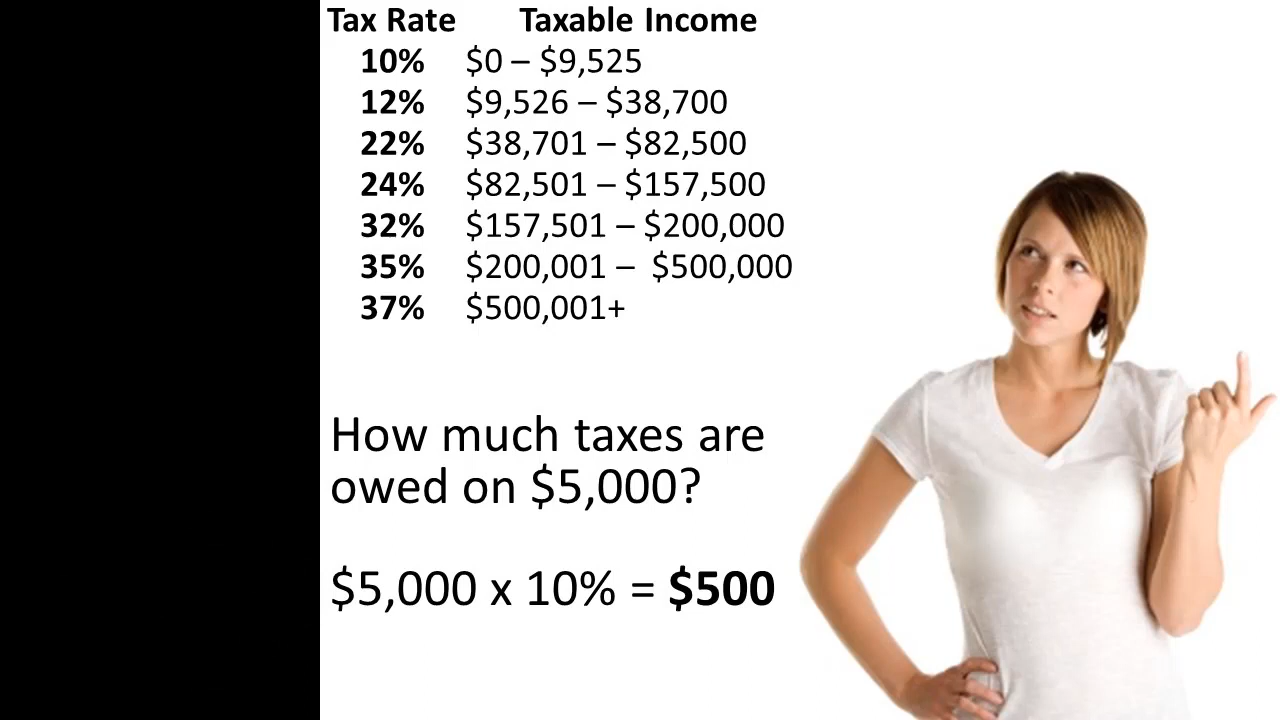 Tax Rate Taxable Income
10% $0 – $9,525
12% $9,526 – $38,700
22% $38,701 – $82,500
24% $82,501 – $157,500
32% $157,501 – $200,000
35% $200,001 – $500,000
37% $500,001+
How much taxes are
owed on $5,000?
$5,000 x 10% = $500